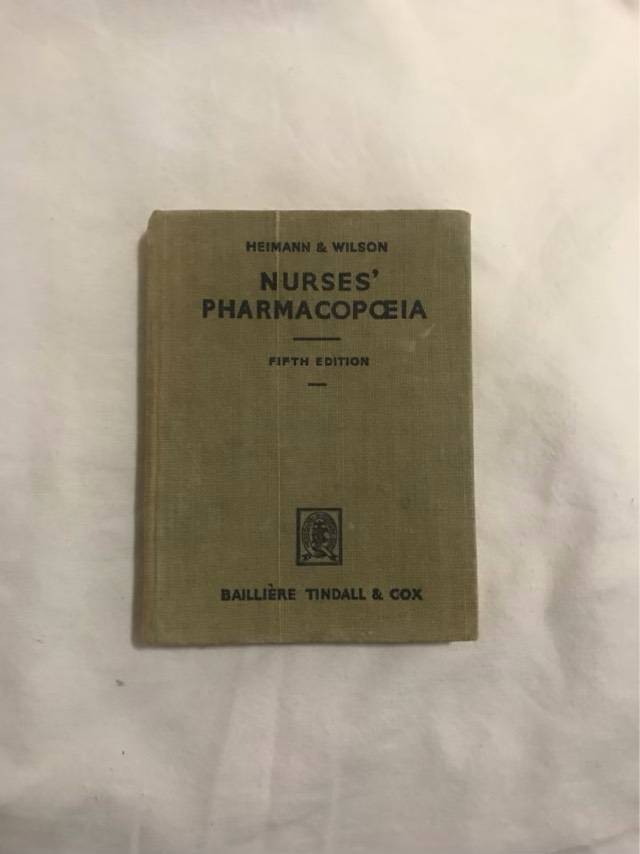 HEIMANN & WILSON
NURSES'
PHARMACOPŒIA
FIFTH EDITION
BAILLIÈRE TINDALL & COX